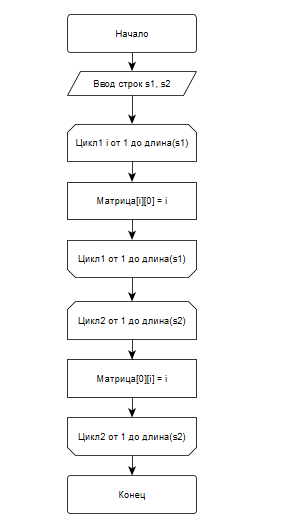 Начало
Ввод строк s1, s2
Цикл1 i от 1 до длина(s1)
Матрица[i][0] = i
Цикл1 от 1 до длина(s1)
Цикл2 от 1 до длина(s2)
Матрица[0][i] = i
Цикл2 от 1 до длина(s2)
Конец